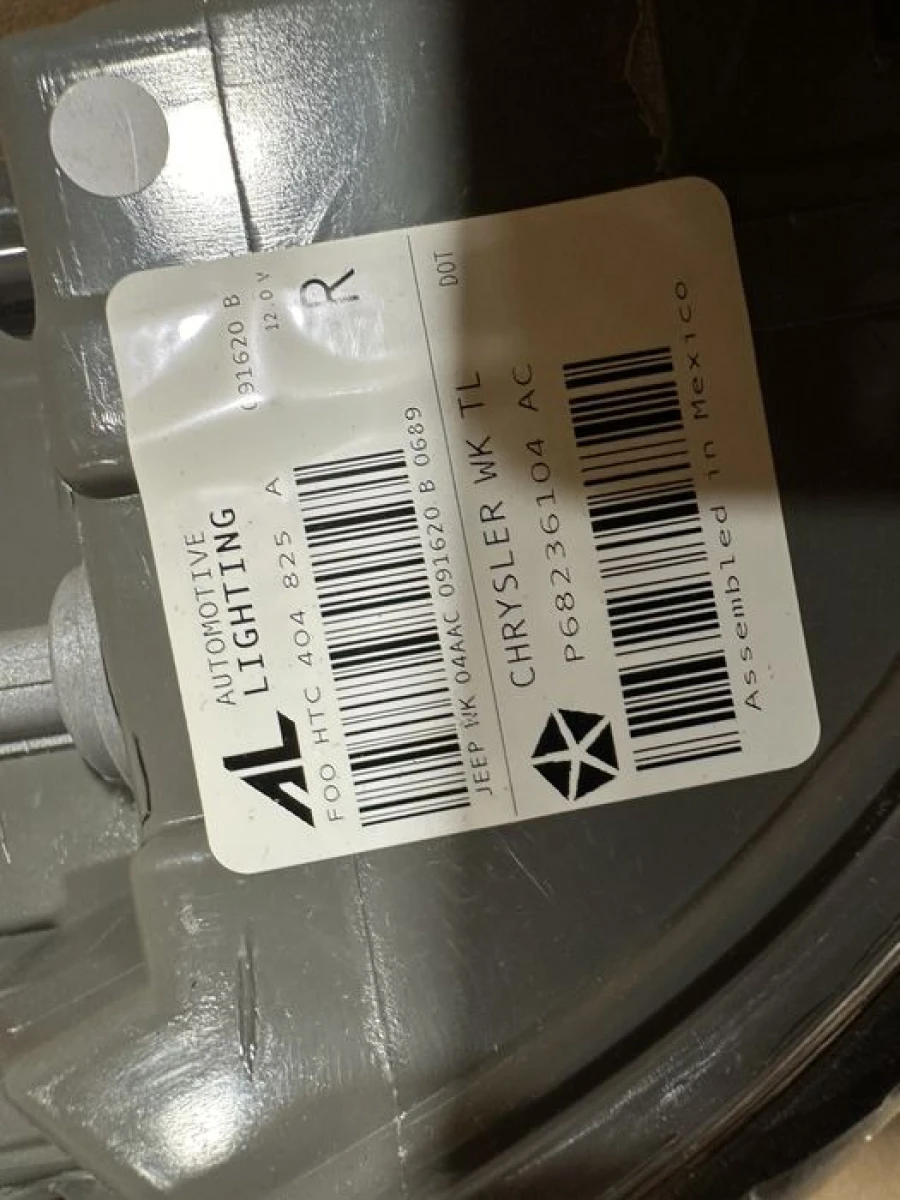 AUTOMOTIVE
LIGHTING
091620 B
12.0 V
R
AL
FOO HTC 404 825 A
JEEP WK 04AAC 091620 B 0689
DOT
CHRYSLER WK TL
P68236104 AC
Assembled in Mexico